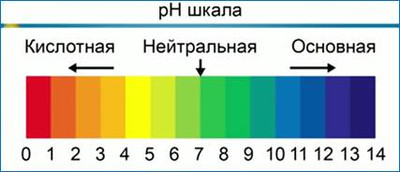 pH шкала
Кислотная Нейтральная Основная
0 1 2 3 4 5 6 7 8 9 10 11 12 13 14